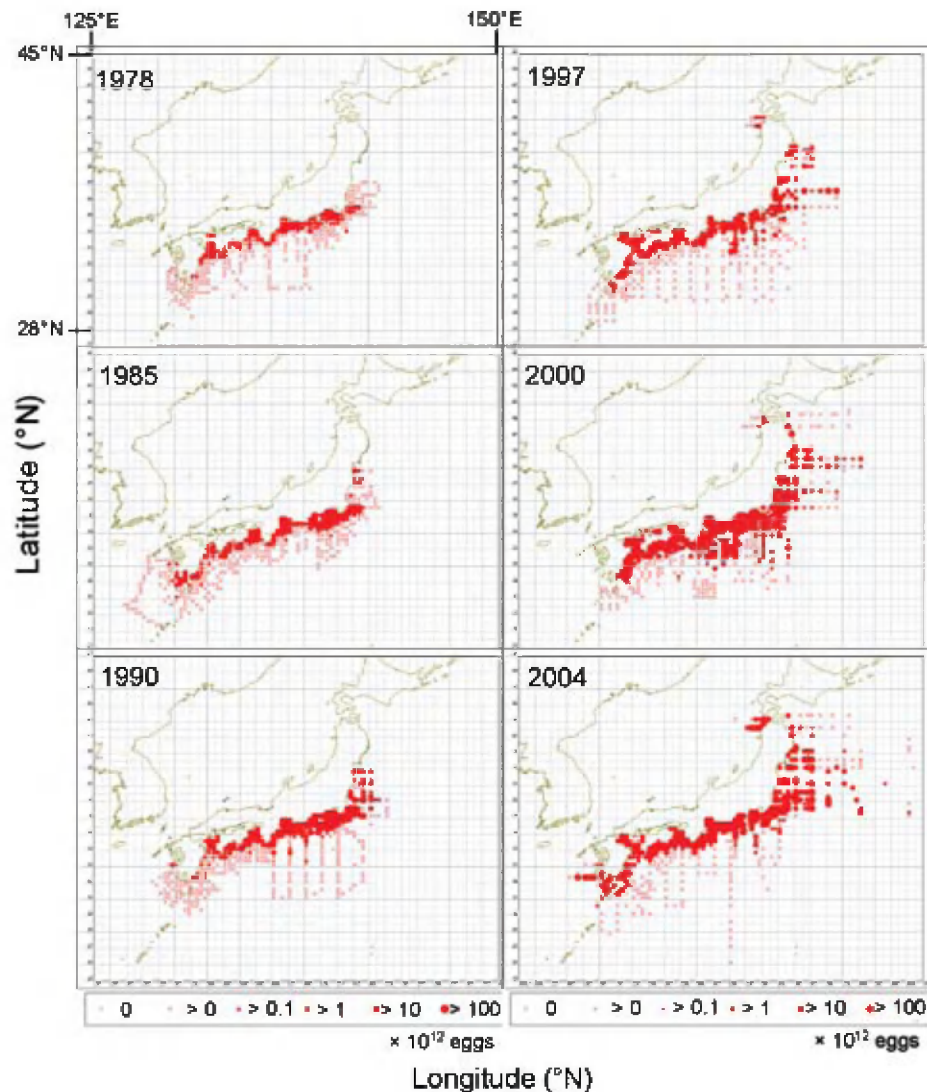 125°E 150°E
45°N
1978 1997
28°N
1985 2000
Latitude (°N)
1990 2004
0 > 0 > 0.1 > 1 > 10 > 100 0 > 0 > 0.1 > 1 > 10 > 100
× 10¹² eggs × 10¹² eggs
Longitude (°N)